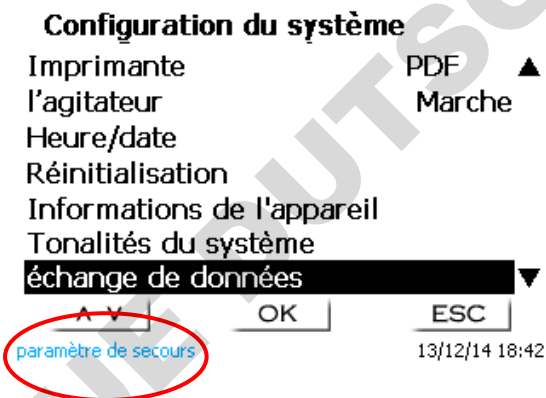 Configuration du système
Imprimante PDF ▲
l'agitateur Marche
Heure/date
Réinitialisation
Informations de l'appareil
Tonalités du système
échange de données ▼
∧ ∨ OK ESC
paramètre de secours 13/12/14 18:42